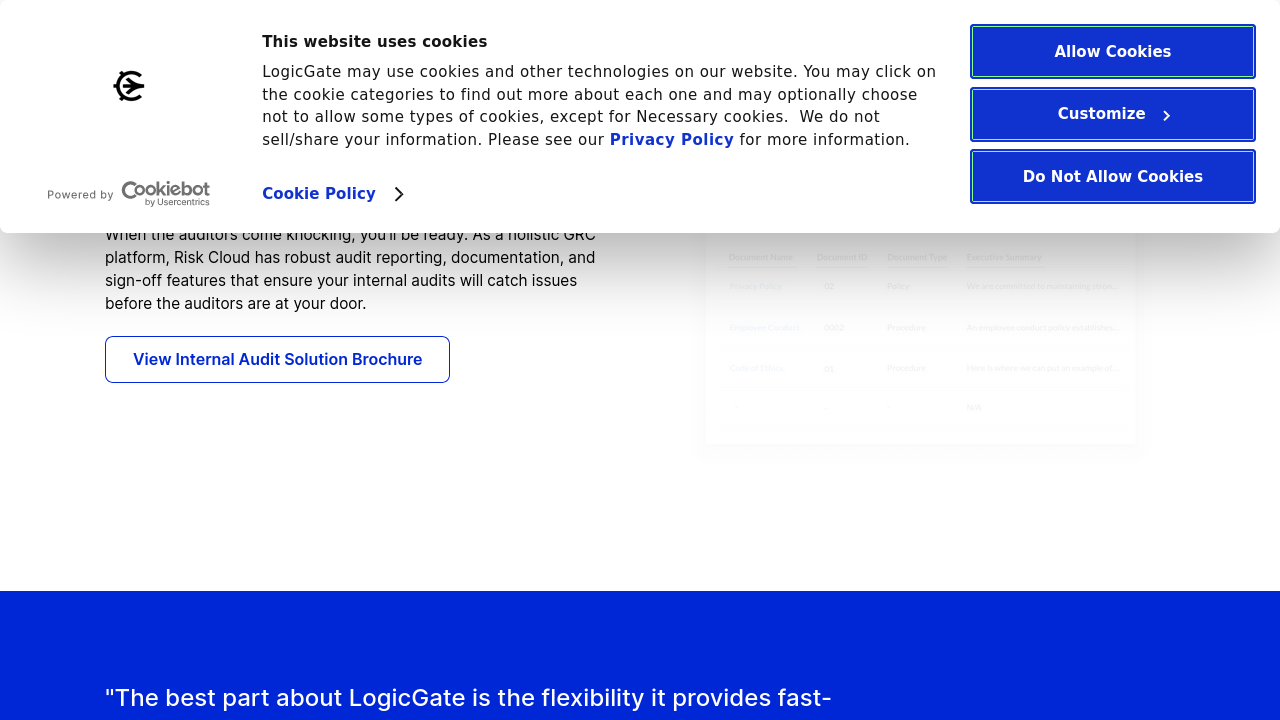 This website uses cookies
LogicGate may use cookies and other technologies on our website. You may click on
the cookie categories to find out more about each one and may optionally choose
not to allow some types of cookies, except for Necessary cookies.  We do not
sell/share your information. Please see our Privacy Policy for more information.
Allow Cookies
Customize
Do Not Allow Cookies
Powered by Cookiebot
by Usercentrics
Cookie Policy
When the auditors come knocking, you'll be ready. As a holistic GRC
platform, Risk Cloud has robust audit reporting, documentation, and
sign-off features that ensure your internal audits will catch issues
before the auditors are at your door.
View Internal Audit Solution Brochure
Document Name Document ID Document Type Executive Summary
Privacy Policy 02 Policy We are committed to maintaining
Employee Conduct 0002 Procedure An employee conduct policy
Code of Ethics Procedure Here is where we can put an example of...
N/A
"The best part about LogicGate is the flexibility it provides fast-